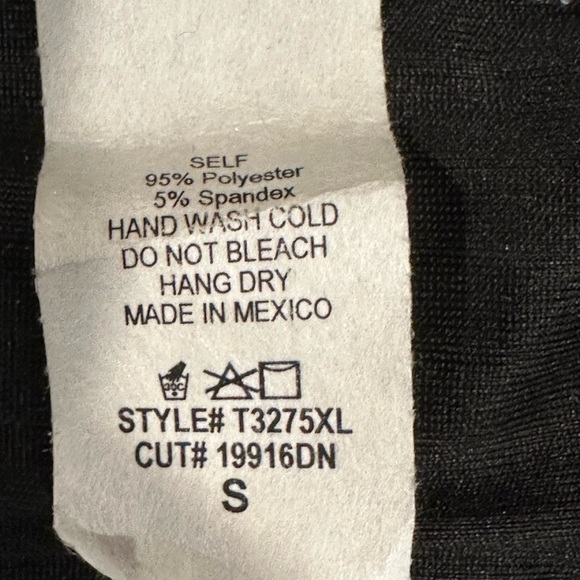 SELF
95% Polyester
5% Spandex
HAND WASH COLD
DO NOT BLEACH
HANG DRY
MADE IN MEXICO
30C
STYLE# T3275XL
CUT# 19916DN
S